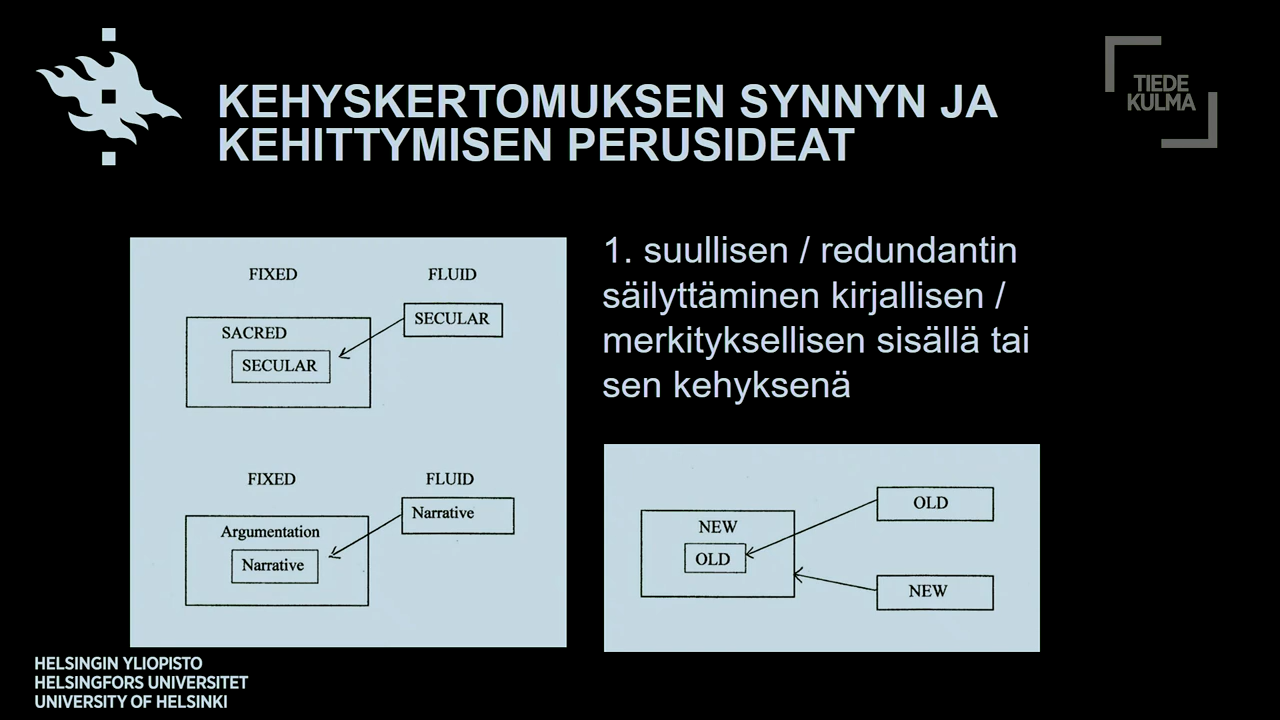 TIEDE
KULMA
KEHYSKERTOMUKSEN SYNNYN JA
KEHITTYMISEN PERUSIDEAT
FIXED FLUID
SECULAR
SACRED
SECULAR
FIXED FLUID
Narrative
Argumentation
Narrative
1. suullisen / redundantin
säilyttäminen kirjallisen /
merkityksellisen sisällä tai
sen kehyksenä
OLD
NEW
OLD
NEW
HELSINGIN YLIOPISTO
HELSINGFORS UNIVERSITET
UNIVERSITY OF HELSINKI